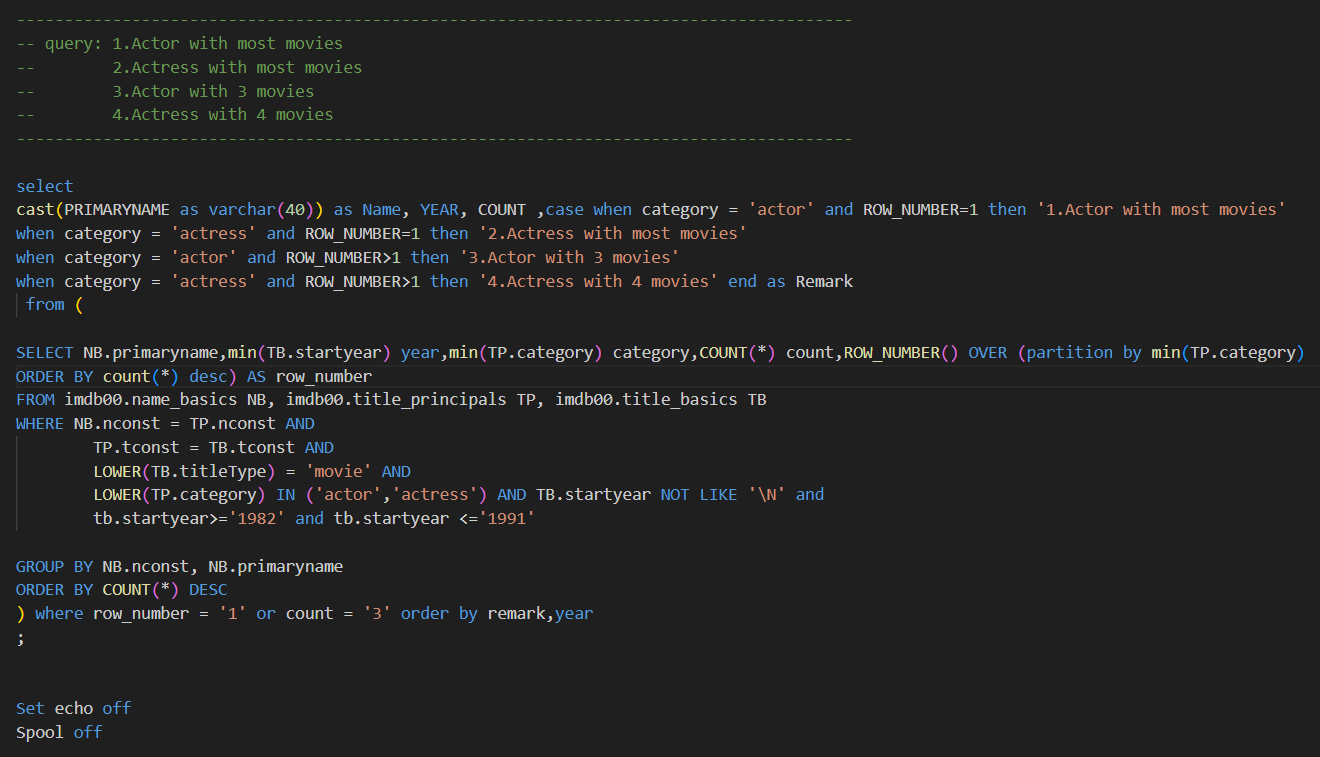 ---------------------------------------------------------------------------------------
-- query: 1.Actor with most movies
--        2.Actress with most movies
--        3.Actor with 3 movies
--        4.Actress with 4 movies
---------------------------------------------------------------------------------------
select
cast(PRIMARYNAME as varchar(40)) as Name, YEAR, COUNT ,case when category = 'actor' and ROW_NUMBER=1 then '1.Actor with most movies'
when category = 'actress' and ROW_NUMBER=1 then '2.Actress with most movies'
when category = 'actor' and ROW_NUMBER>1 then '3.Actor with 3 movies'
when category = 'actress' and ROW_NUMBER>1 then '4.Actress with 4 movies' end as Remark
 from (
SELECT NB.primaryname,min(TB.startyear) year,min(TP.category) category,COUNT(*) count,ROW_NUMBER() OVER (partition by min(TP.category)
ORDER BY count(*) desc) AS row_number
FROM imdb00.name_basics NB, imdb00.title_principals TP, imdb00.title_basics TB
WHERE NB.nconst = TP.nconst AND
        TP.tconst = TB.tconst AND
        LOWER(TB.titleType) = 'movie' AND
        LOWER(TP.category) IN ('actor','actress') AND TB.startyear NOT LIKE '\N' and
        tb.startyear>='1982' and tb.startyear <='1991'
GROUP BY NB.nconst, NB.primaryname
ORDER BY COUNT(*) DESC
) where row_number = '1' or count = '3' order by remark,year
;
Set echo off
Spool off